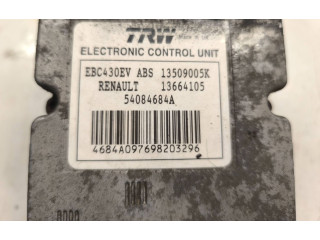 TRW
ELECTRONIC CONTROL UNIT
EBC430EV ABS 13509005K
RENAULT 13664105
54084684A
4684A097698203296